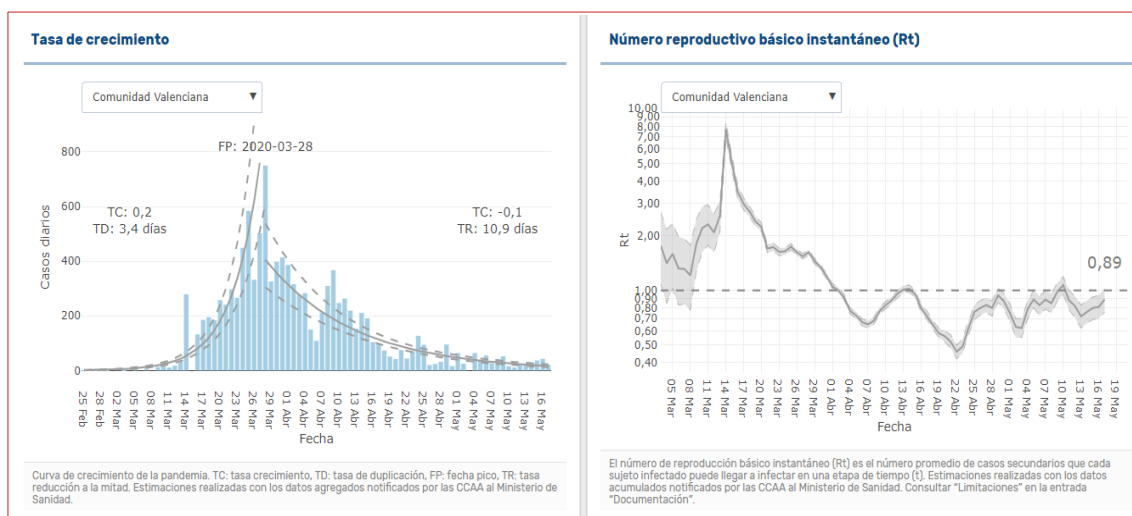 Tasa de crecimiento
Comunidad Valenciana ▼
FP: 2020-03-28
TC: 0,2
TD: 3,4 días
TC: -0,1
TR: 10,9 días
Casos diarios
800
600
400
200
0
25 Feb
28 Feb
02 Mar
05 Mar
08 Mar
11 Mar
14 Mar
17 Mar
20 Mar
23 Mar
26 Mar
29 Mar
01 Abr
04 Abr
07 Abr
10 Abr
13 Abr
16 Abr
19 Abr
22 Abr
25 Abr
28 Abr
01 May
04 May
07 May
10 May
13 May
16 May
Fecha
Curva de crecimiento de la pandemia. TC: tasa crecimiento, TD: tasa de duplicación, FP: fecha pico, TR: tasa
reducción a la mitad. Estimaciones realizadas con los datos agregados notificados por las CCAA al Ministerio de
Sanidad.
Número reproductivo básico instantáneo (Rt)
Comunidad Valenciana ▼
Rt
10,00
9,00
8,00
7,00
6,00
5,00
4,00
3,00
2,00
1,00
0,90
0,80
0,70
0,60
0,50
0,40
0,89
05 Mar
08 Mar
11 Mar
14 Mar
17 Mar
20 Mar
23 Mar
26 Mar
29 Mar
01 Abr
04 Abr
07 Abr
10 Abr
13 Abr
16 Abr
19 Abr
22 Abr
25 Abr
28 Abr
01 May
04 May
07 May
10 May
13 May
16 May
19 May
Fecha
El número de reproducción básico instantáneo (Rt) es el número promedio de casos secundarios que cada
sujeto infectado puede llegar a infectar en una etapa de tiempo (t). Estimaciones realizadas con los datos
acumulados notificados por las CCAA al Ministerio de Sanidad. Consultar "Limitaciones" en la entrada
"Documentación".